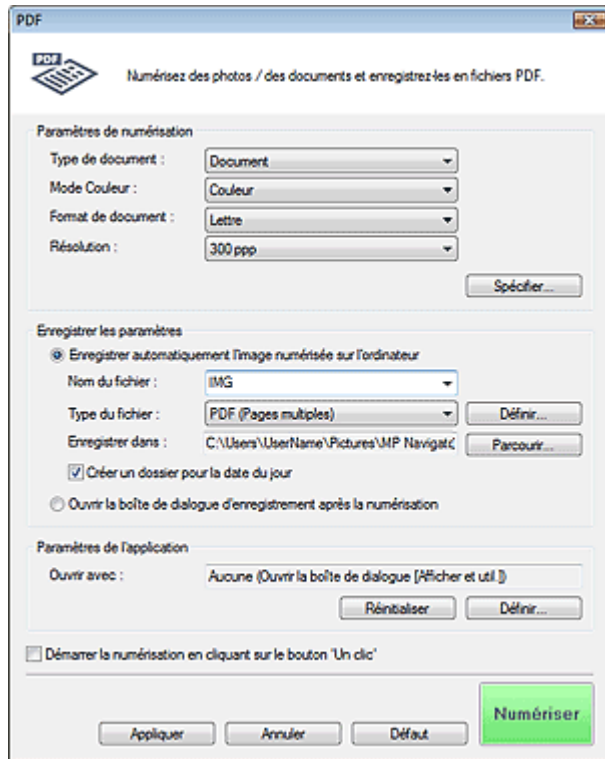 PDF
PDF
Numérisez des photos / des documents et enregistrez-les en fichiers PDF.
Paramètres de numérisation
Type de document :
Document
Mode Couleur :
Couleur
Format de document :
Lettre
Résolution :
300 ppp
Spécifier...
Enregistrer les paramètres
Enregistrer automatiquement l'image numérisée sur l'ordinateur
Nom du fichier :
IMG
Type du fichier :
PDF (Pages multiples)
Définir...
Enregistrer dans :
C:\Users\UserName\Pictures\MP Navigatc
Parcourir...
Créer un dossier pour la date du jour
Ouvrir la boîte de dialogue d'enregistrement après la numérisation
Paramètres de l'application
Ouvrir avec :
Aucune (Ouvrir la boîte de dialogue [Afficher et util.])
Réinitialiser
Définir...
Démarrer la numérisation en cliquant sur le bouton 'Un clic'
Appliquer
Annuler
Défaut
Numériser